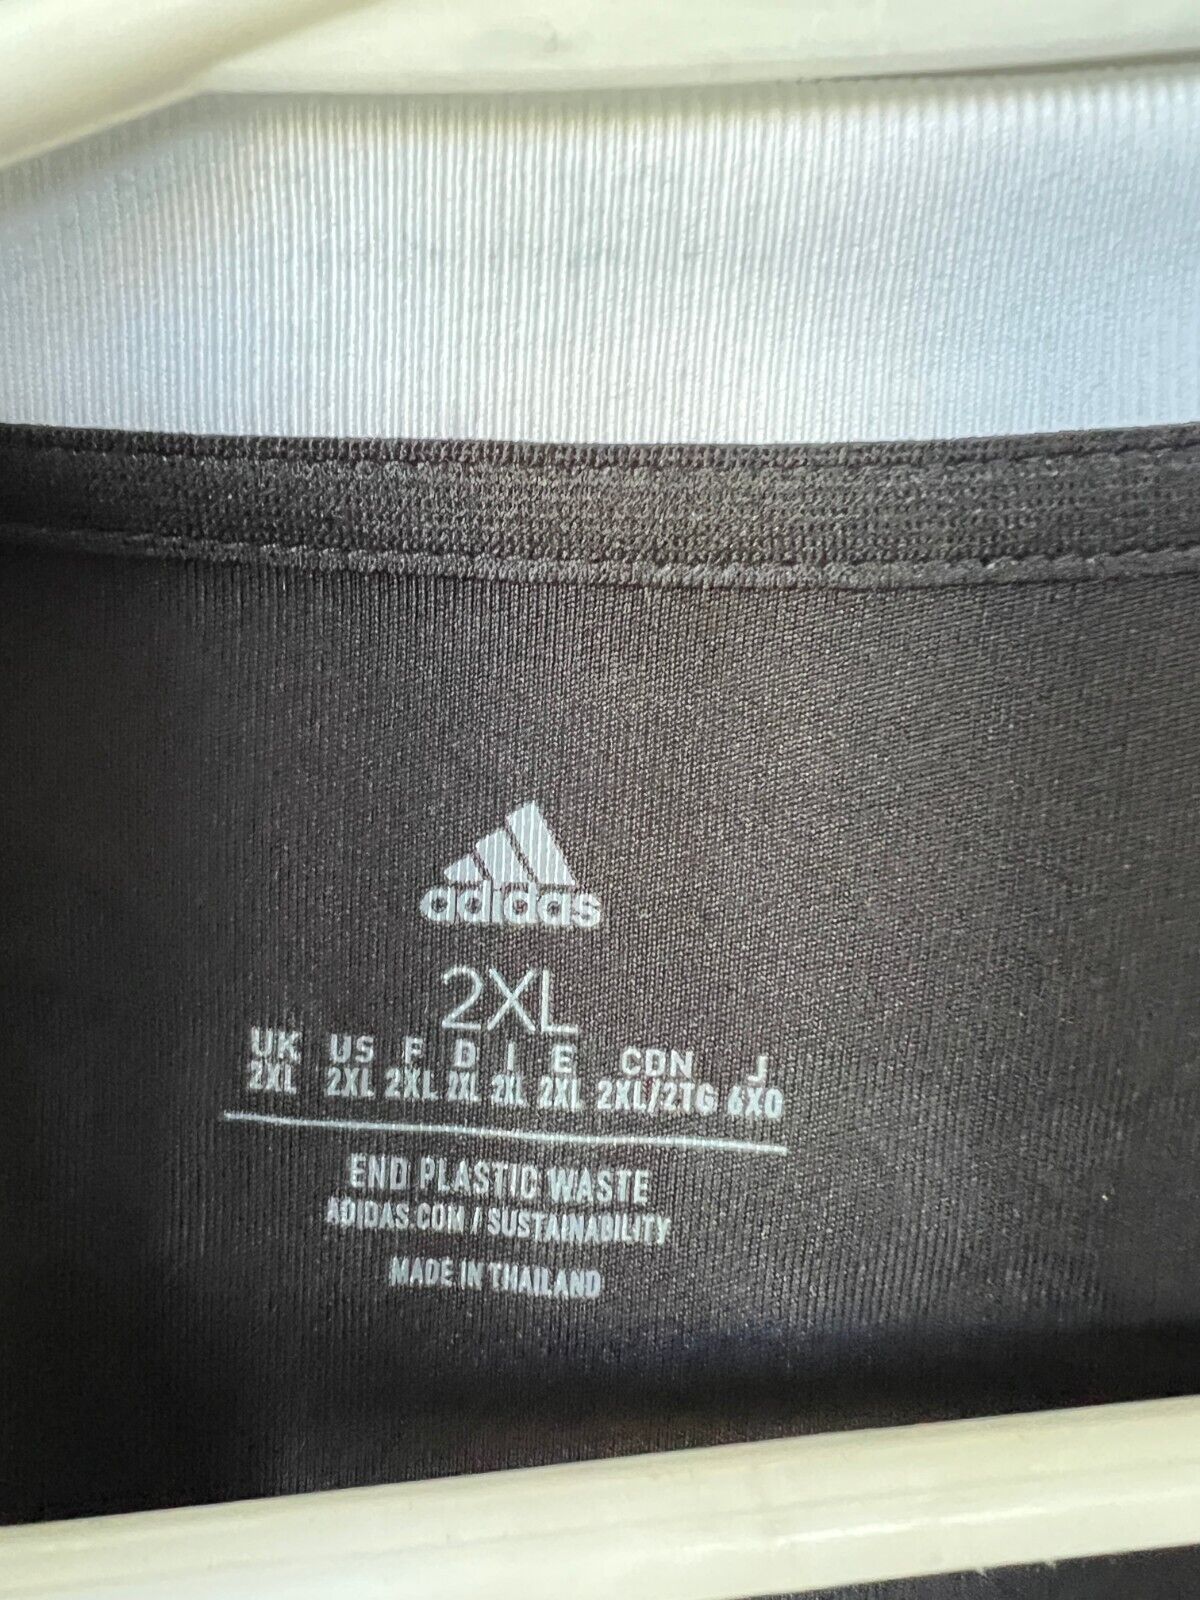 adidas
2XL
UK US F D I E CDN J
2XL 2XL 2XL 2XL 2XL 2XL 2XL/2TG 6XO
END PLASTIC WASTE
ADIDAS.COM / SUSTAINABILITY
MADE IN THAILAND